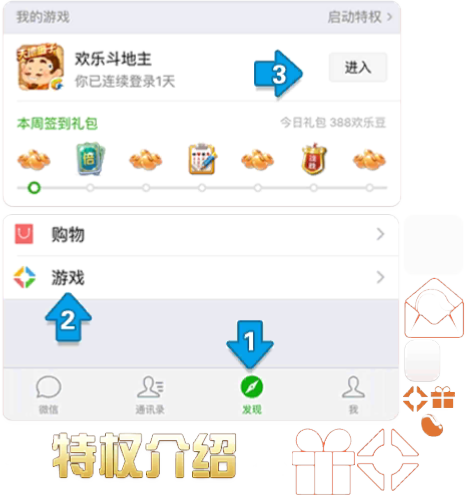 我的游戏 启动特权
天地 主
欢乐斗地主
你已连续登录1天
3
进入
本周签到礼包 今日礼包 388欢乐豆
倍
购物
游戏
2
1
微信 通讯录 发现 我
特权介绍